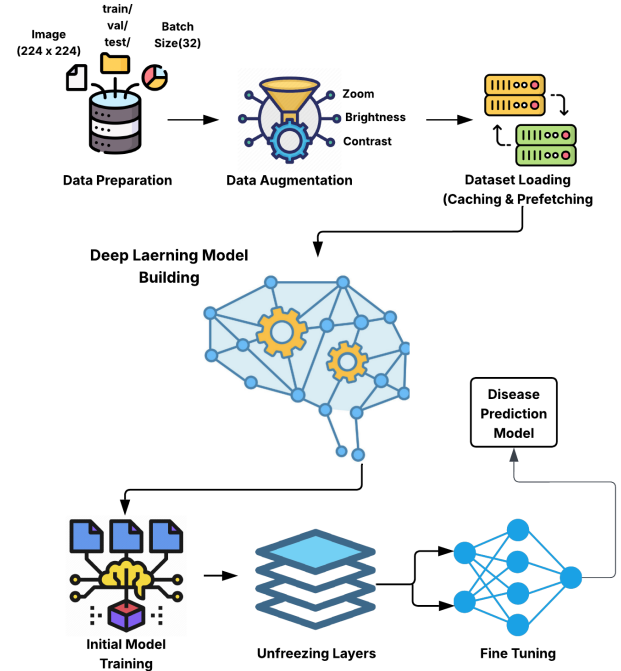 Image
(224 x 224)
train/
val/
test/
Batch
Size(32)
Data Preparation
Zoom
Brightness
Contrast
Data Augmentation
Dataset Loading
(Caching & Prefetching
Deep Laerning Model
Building
Disease
Prediction
Model
Initial Model
Training
Unfreezing Layers
Fine Tuning